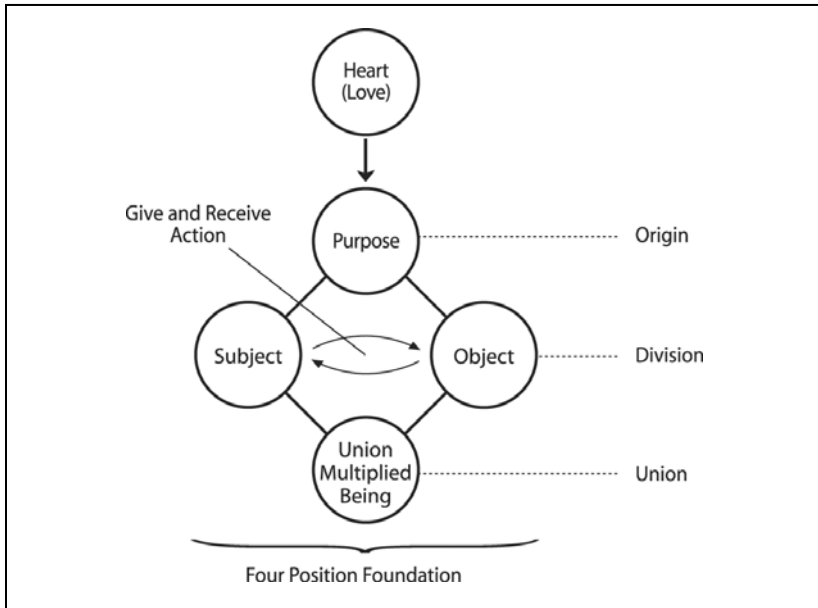 Heart
(Love)
Give and Receive
Action
Purpose
Origin
Subject
Object
Division
Union
Multiplied
Being
Union
Four Position Foundation